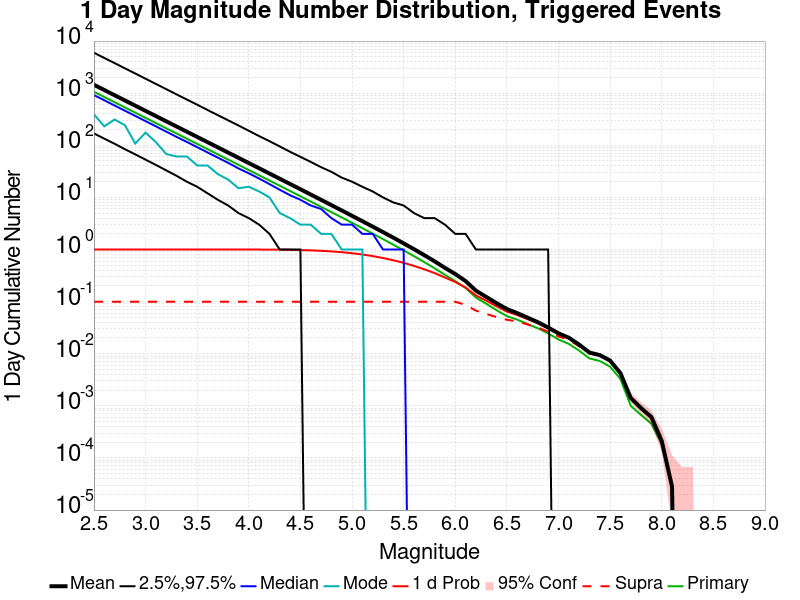 1 Day Magnitude Number Distribution, Triggered Events
1 Day Cumulative Number
10^4
10^3
10^2
10^1
10^0
10^-1
10^-2
10^-3
10^-4
10^-5
2.5 3.0 3.5 4.0 4.5 5.0 5.5 6.0 6.5 7.0 7.5 8.0 8.5 9.0
Magnitude
Mean 2.5%,97.5% Median Mode 1 d Prob 95% Conf Supra Primary